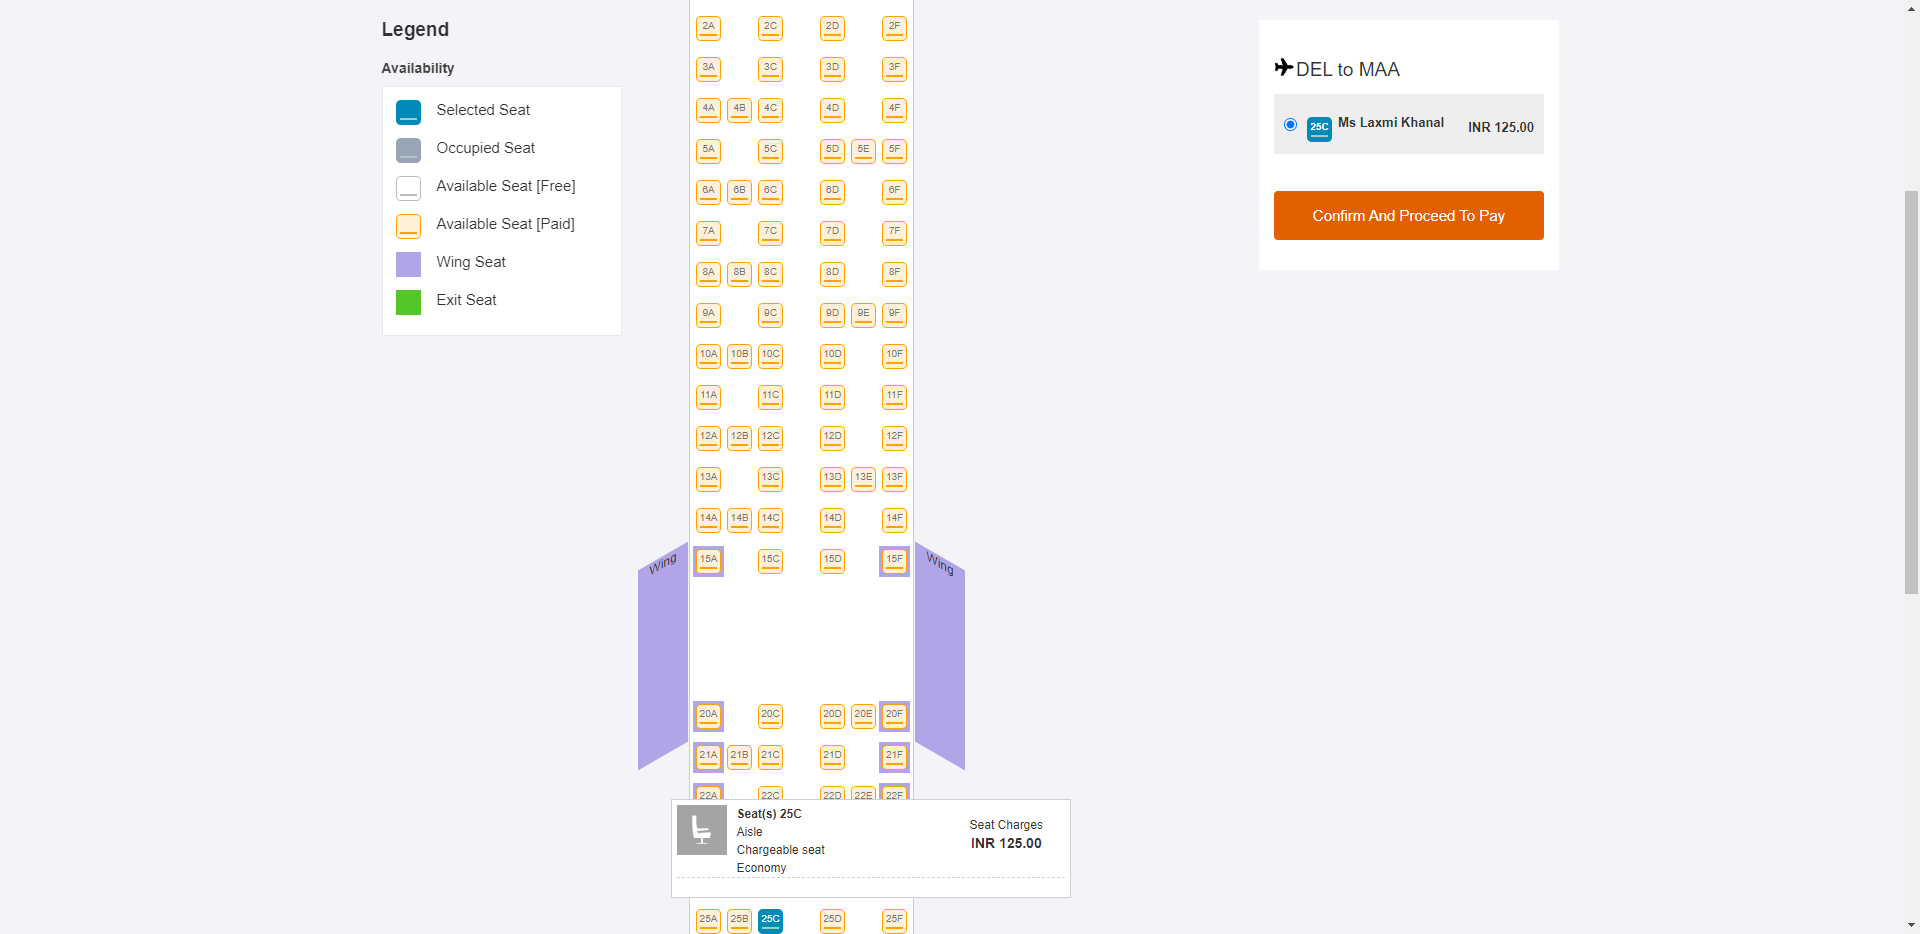 Legend
Availability
Selected Seat
Occupied Seat
Available Seat [Free]
Available Seat [Paid]
Wing Seat
Exit Seat
2A 2C 2D 2F
3A 3C 3D 3F
4A 4B 4C 4D 4F
5A 5C 5D 5E 5F
6A 6B 6C 6D 6F
7A 7C 7D 7F
8A 8B 8C 8D 8F
9A 9C 9D 9E 9F
10A 10B 10C 10D 10F
11A 11C 11D 11F
12A 12B 12C 12D 12F
13A 13C 13D 13E 13F
14A 14B 14C 14D 14F
Wing 15A 15C 15D 15F Wing
20A 20C 20D 20E 20F
21A 21B 21C 21D 21F
22A 22C 22D 22E 22F
Seat(s) 25C
Aisle
Chargeable seat
Economy
Seat Charges
INR 125.00
25A 25B 25C 25D 25F
DEL to MAA
25C Ms Laxmi Khanal INR 125.00
Confirm And Proceed To Pay